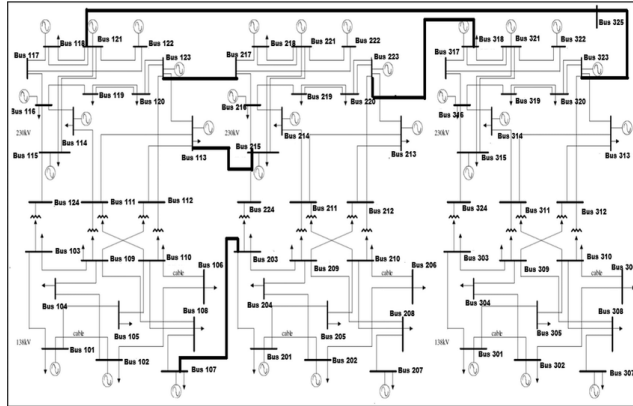 Bus 325
Bus 118
Bus 121
Bus 122
Bus 218
Bus 221
Bus 222
Bus 318
Bus 321
Bus 322
Bus 117
Bus 123
Bus 217
Bus 223
Bus 317
Bus 323
Bus 119
Bus 120
Bus 219
Bus 220
Bus 319
Bus 320
Bus 116
Bus 216
Bus 316
230kV
Bus 114
230kV
Bus 214
230kV
Bus 314
Bus 115
Bus 113
Bus 215
Bus 213
Bus 315
Bus 313
Bus 124
Bus 111
Bus 112
Bus 224
Bus 211
Bus 212
Bus 324
Bus 311
Bus 312
Bus 103
Bus 109
Bus 110
Bus 106
Bus 203
Bus 209
Bus 210
Bus 206
Bus 303
Bus 309
Bus 310
cable
cable
cable
Bus 104
Bus 108
Bus 204
Bus 208
Bus 304
Bus 308
Bus 105
Bus 205
Bus 305
138kV
cable
138kV
cable
138kV
cable
Bus 101
Bus 102
Bus 107
Bus 201
Bus 202
Bus 207
Bus 301
Bus 302
Bus 307